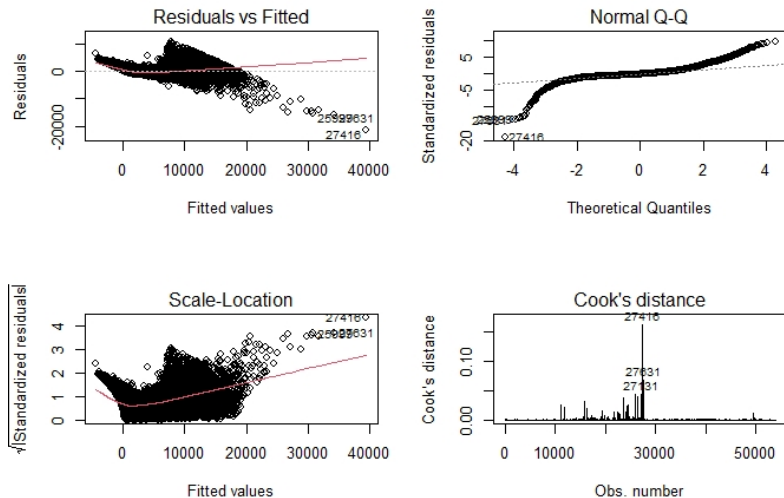 Residuals vs Fitted
Residuals
0
-20000
27416
0 10000 20000 30000 40000
Fitted values
Normal Q-Q
Standardized residuals
5
-5
-20
27416
-4 -2 0 2 4
Theoretical Quantiles
Scale-Location
√|Standardized residuals|
4
3
2
1
0
27416
0 10000 20000 30000 40000
Fitted values
Cook's distance
Cook's distance
0.10
0.00
27416
27631
27131
0 10000 30000 50000
Obs. number